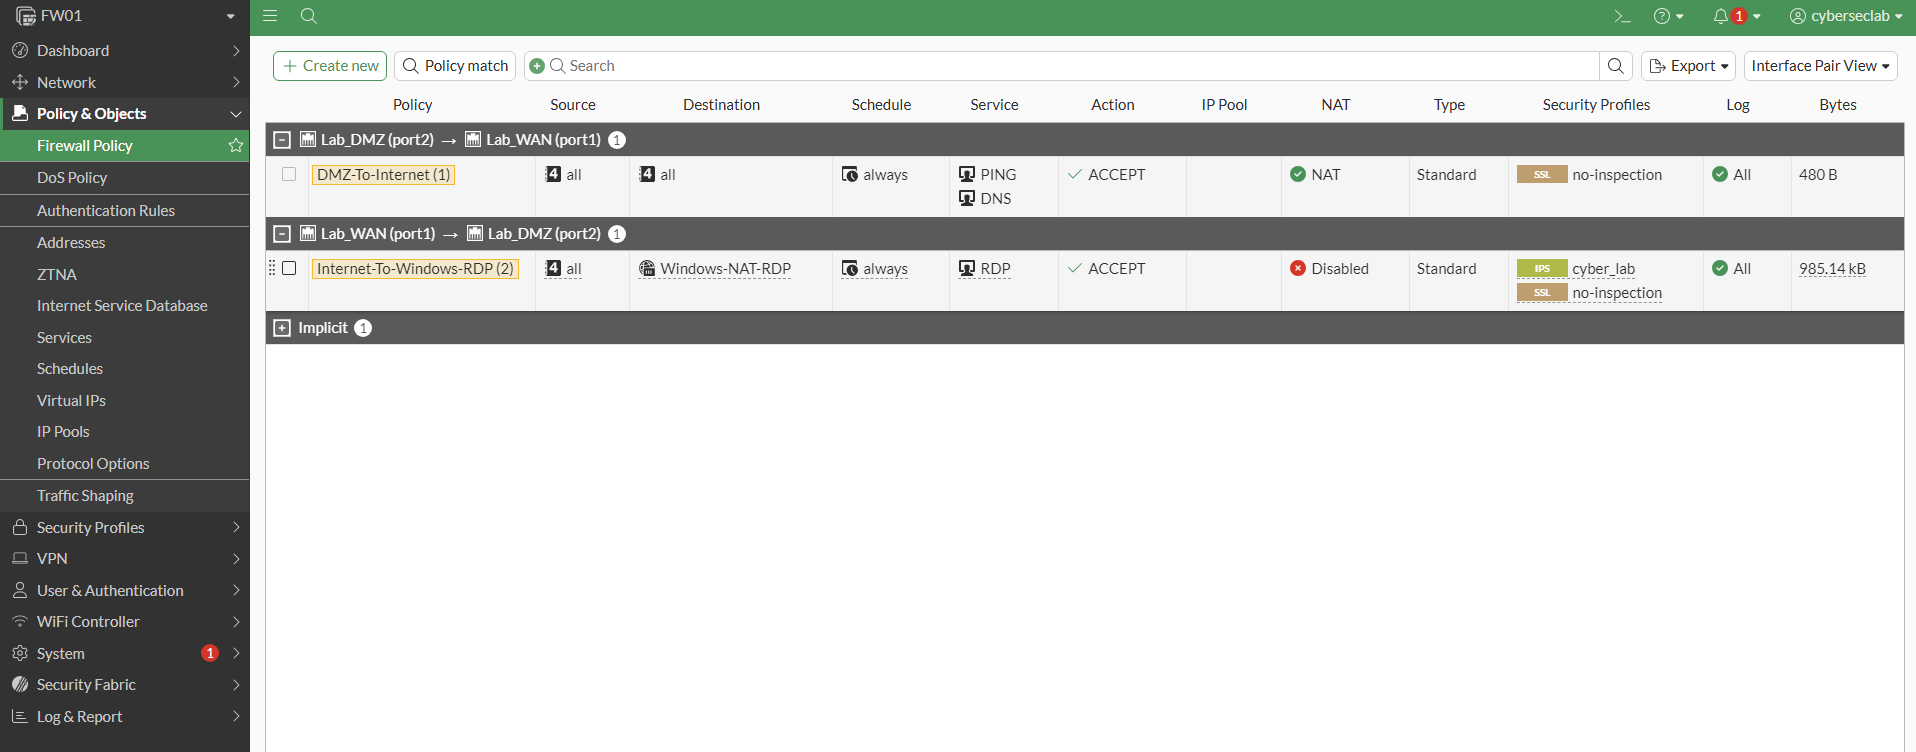 FW01
1
cyberseclab
Dashboard
Network
Policy & Objects
Firewall Policy
DoS Policy
Authentication Rules
Addresses
ZTNA
Internet Service Database
Services
Schedules
Virtual IPs
IP Pools
Protocol Options
Traffic Shaping
Security Profiles
VPN
User & Authentication
WiFi Controller
System 1
Security Fabric
Log & Report
Create new
Policy match
Search
Export
Interface Pair View
Policy Source Destination Schedule Service Action IP Pool NAT Type Security Profiles Log Bytes
Lab_DMZ (port2) → Lab_WAN (port1) 1
DMZ-To-Internet (1) 4 all 4 all always PING ACCEPT NAT Standard SSL no-inspection All 480 B
DNS
Lab_WAN (port1) → Lab_DMZ (port2) 1
Internet-To-Windows-RDP (2) 4 all Windows-NAT-RDP always RDP ACCEPT Disabled Standard IPS cyber_lab All 985.14 kB
SSL no-inspection
Implicit 1